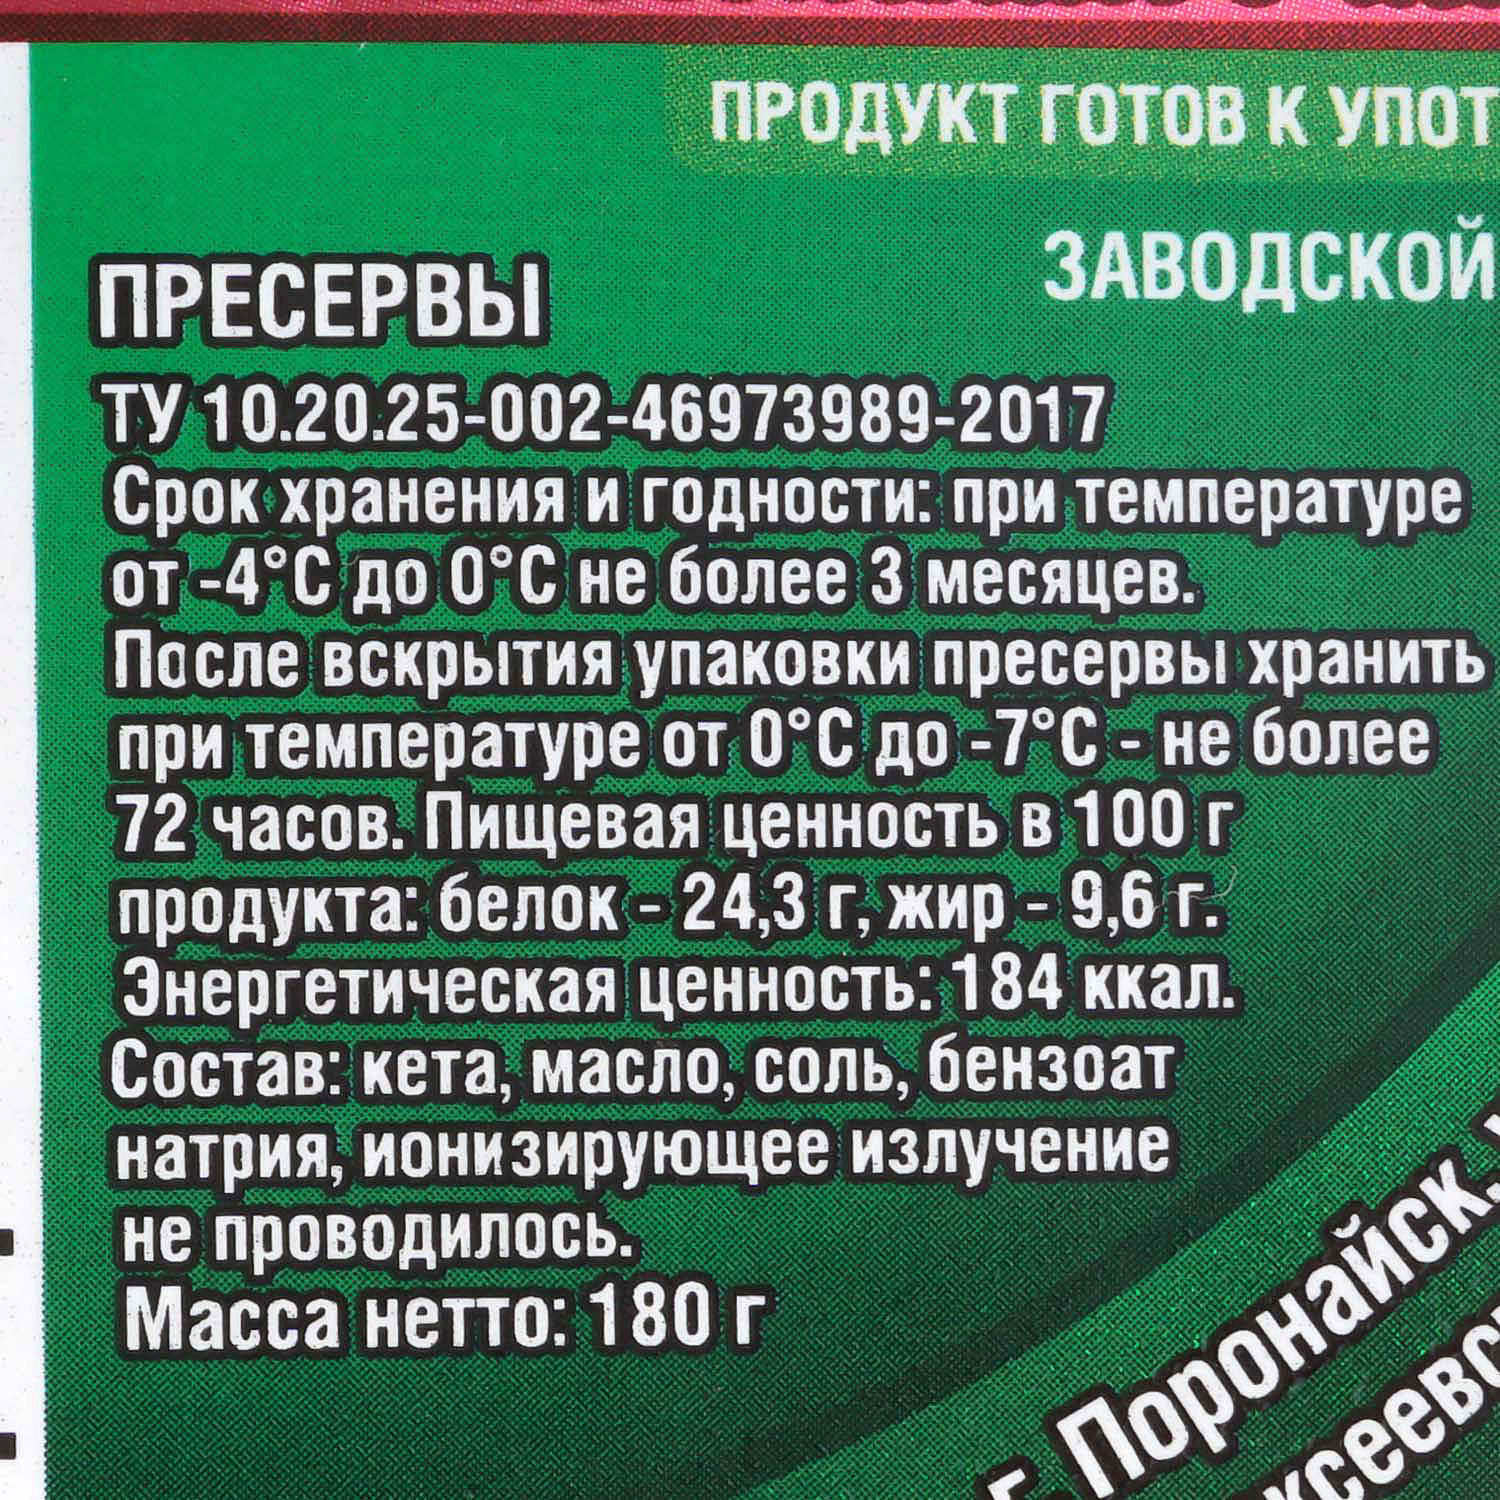 ПРОДУКТ ГОТОВ К
ЗАВОДСКОЙ
ПРЕСЕРВЫ
ТУ 10.20.25-002-46973989-2017
Срок хранения и годности: при температуре
от -4°С до 0°С не более 3 месяцев.
После вскрытия упаковки пресервы хранить
при температуре от 0°С до -7°С - не более
72 часов. Пищевая ценность в 100 г
продукта: белок - 24,3 г, жир - 9,6 г.
Энергетическая ценность: 184 ккал.
Состав: кета, масло, соль, бензоат
натрия, ионизирующее излучение
не проводилось.
Масса нетто: 180 г
Поронайск,